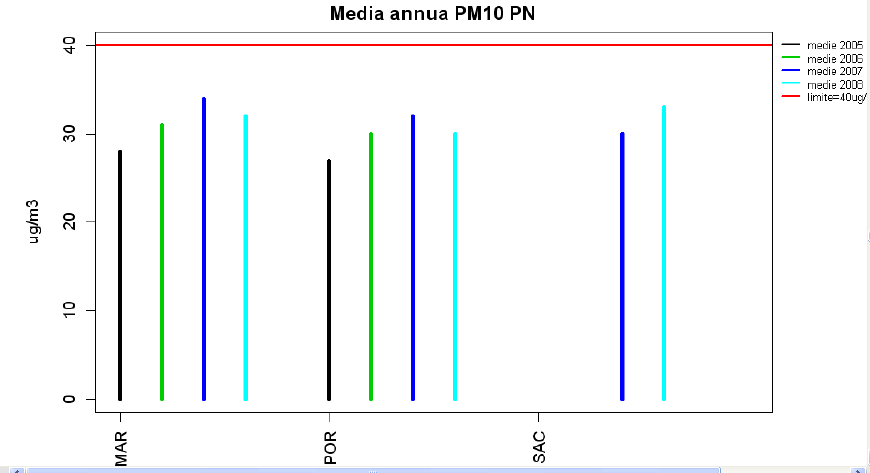 Media annua PM10 PN
ug/m3
40
30
20
10
0
MAR
POR
SAC
medie 2005
medie 2006
medie 2007
medie 2008
limite=40ug/